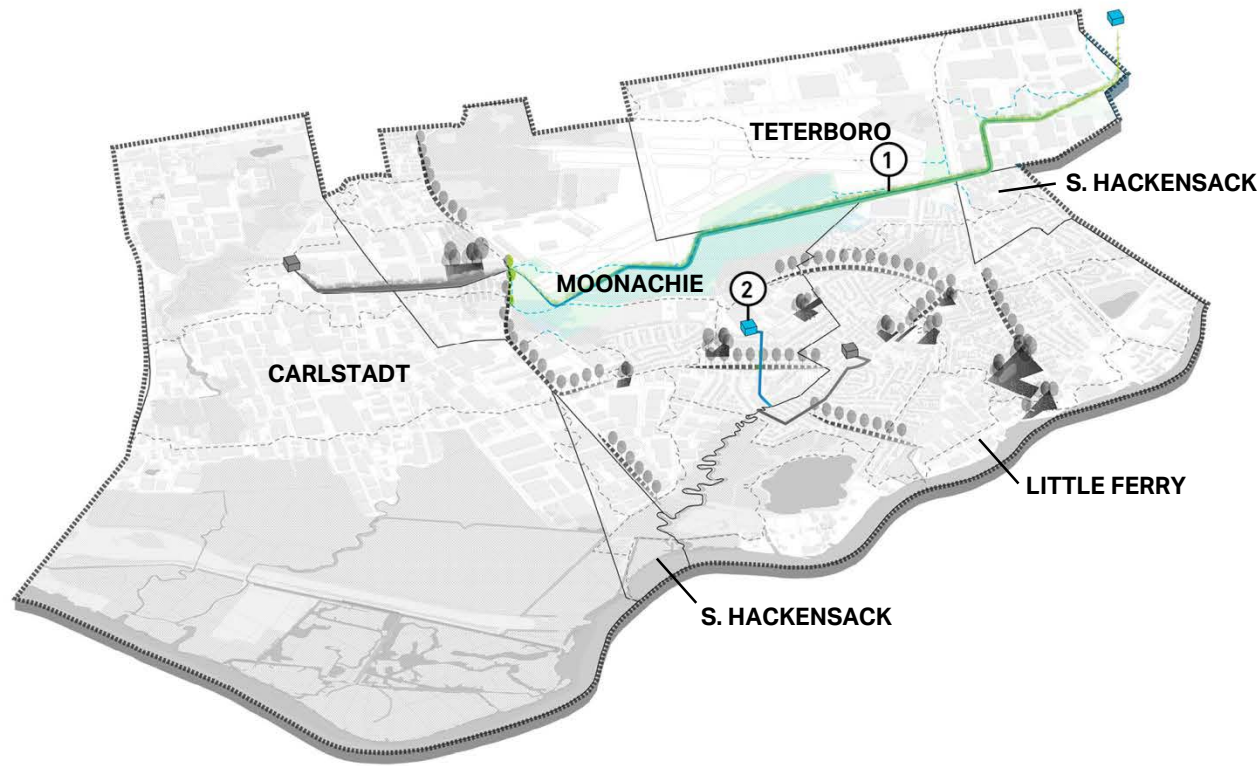 TETERBORO
1
S. HACKENSACK
MOONACHIE
2
CARLSTADT
LITTLE FERRY
S. HACKENSACK